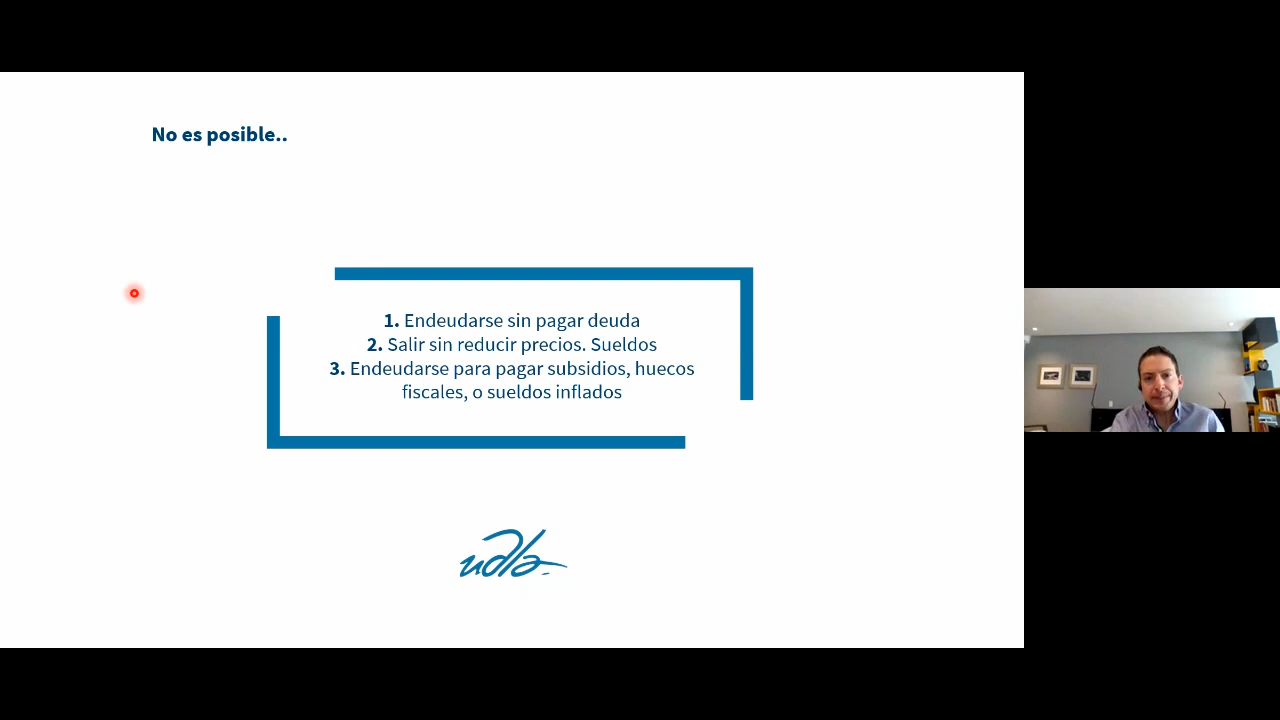 No es posible..
1. Endeudarse sin pagar deuda
2. Salir sin reducir precios. Sueldos
3. Endeudarse para pagar subsidios, huecos
fiscales, o sueldos inflados
udla